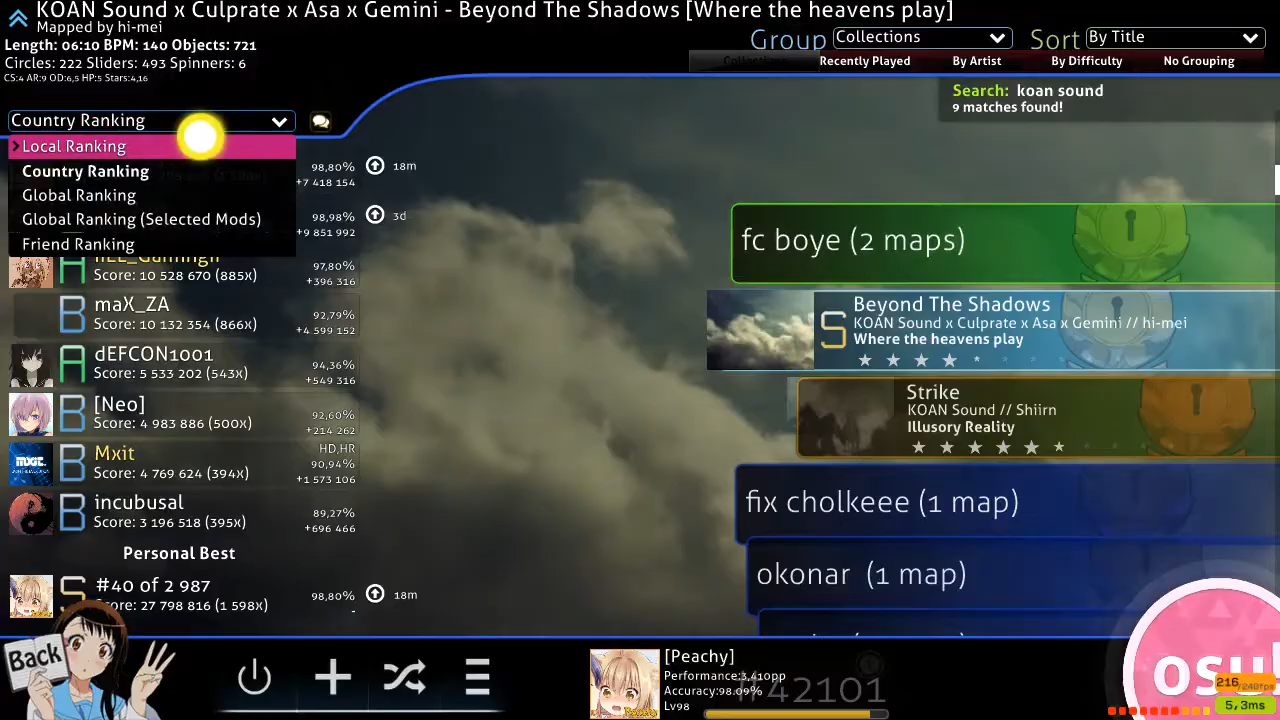 KOAN Sound x Culprate x Asa x Gemini - Beyond The Shadows [Where the heavens play]
Mapped by hi-mei
Length: 06:10 BPM: 140 Objects: 721
Circles: 222 Sliders: 493 Spinners: 6
CS:4 AR:9 OD:6,5 HP:5 Stars:4,16
Group Collections
Sort By Title
Collections
Recently Played
By Artist
By Difficulty
No Grouping
Search: koan sound
9 matches found!
Country Ranking
Local Ranking
Country Ranking
Global Ranking
Global Ranking (Selected Mods)
Friend Ranking
98,80%
+7 418 154
18m
98,98%
+9 851 992
3d
Score: 10 528 670 (885x)
97,80%
+396 316
maX_ZA
Score: 10 132 354 (866x)
92,79%
+4 599 152
dEFCON1001
Score: 5 533 202 (543x)
94,36%
+549 316
[Neo]
Score: 4 983 886 (500x)
92,60%
+214 262
Mxit
Score: 4 769 624 (394x)
HD,HR
90,94%
+1 573 106
incubusal
Score: 3 196 518 (395x)
89,27%
+696 466
Personal Best
#40 of 2 987
Score: 27 798 816 (1 598x)
98,80%
-
18m
fc boye (2 maps)
Beyond The Shadows
KOAN Sound x Culprate x Asa x Gemini // hi-mei
Where the heavens play
Strike
KOAN Sound // Shiirn
Illusory Reality
fix cholkeee (1 map)
okonar (1 map)
Back
[Peachy]
Performance:3,410pp
Accuracy:98.09%
Lv98
#42101
osu!
216 /240fps
5,3ms